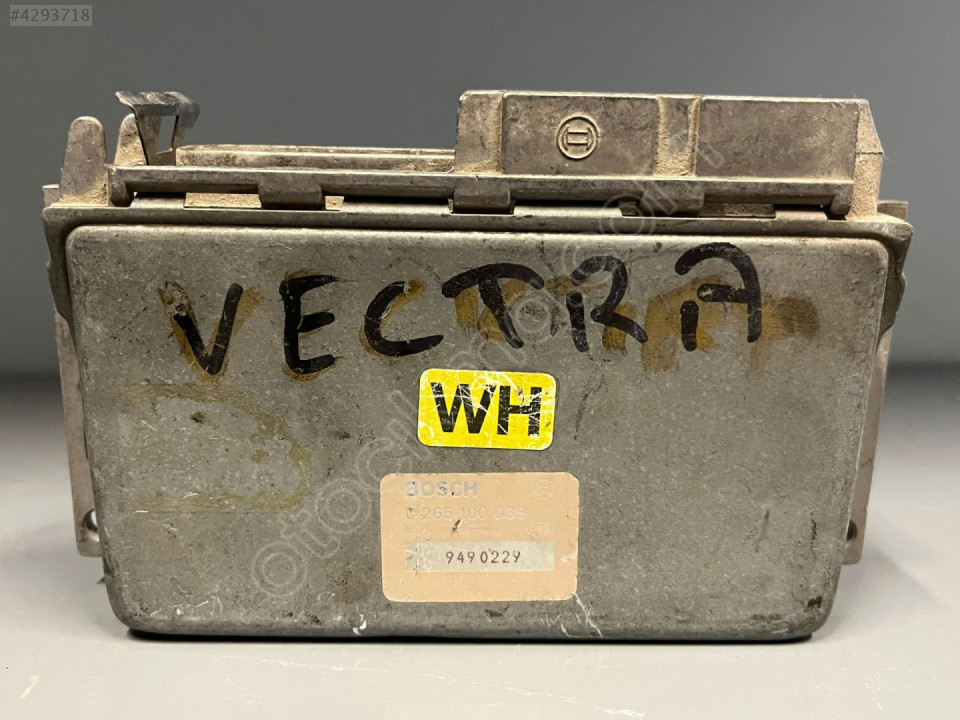 #4293718
VECTRA
WH
BOSCH
0 265 100 039
9490229